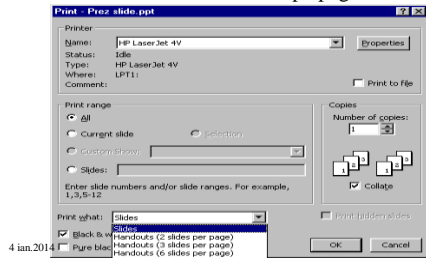 Print - Prez slide.ppt
Printer
Name: HP LaserJet 4V Properties
Status: Idle
Type: HP LaserJet 4V
Where: LPT1:
Comment: Print to file
Print range Copies
All Number of copies:
Current slide Selection 1
Custom Show:
Slides:
Enter slide numbers and/or slide ranges. For example,
1,3,5-12 Collate
Print what: Slides Print hidden slides
Slides
Black & w Handouts (2 slides per page)
4 ian.2014 Pure blac Handouts (3 slides per page) OK Cancel
Handouts (6 slides per page)